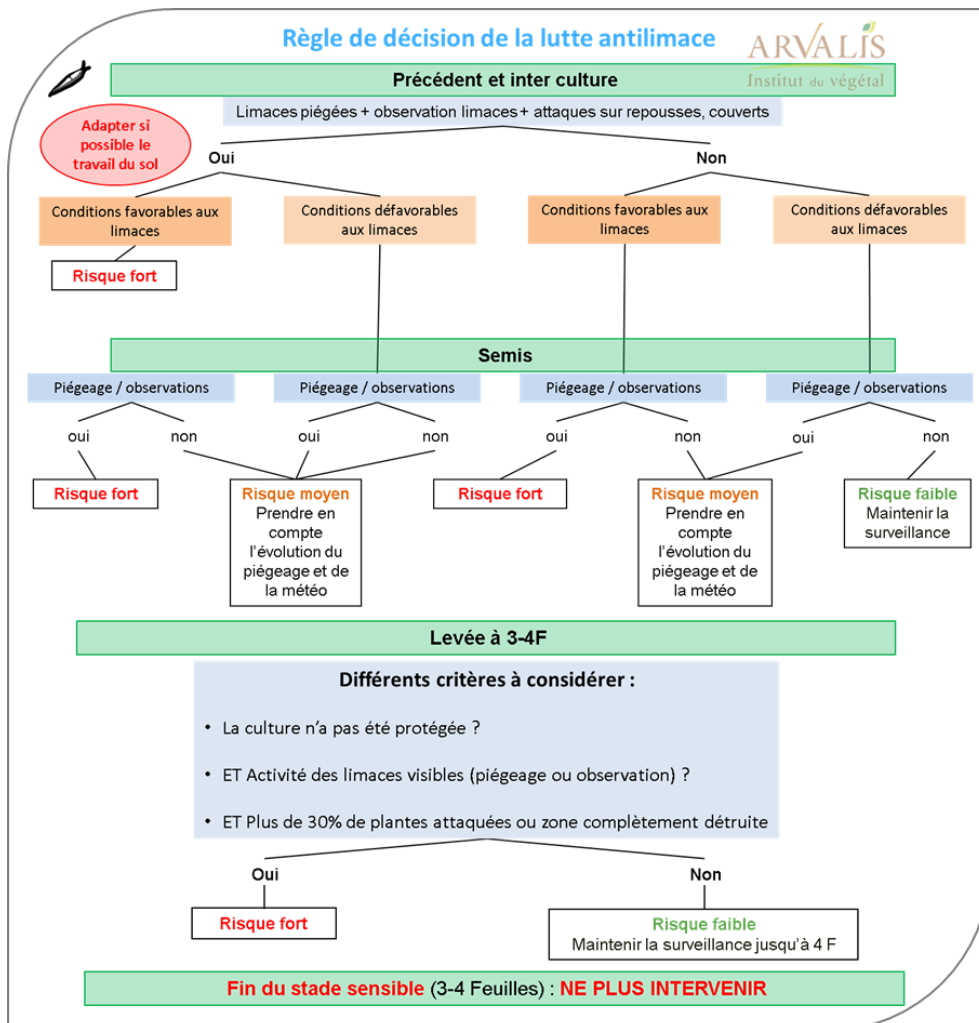 Règle de décision de la lutte antilimace
ARVALIS
Institut du végétal
Précédent et inter culture
Limaces piégées + observation limaces + attaques sur repousses, couverts
Adapter si
possible le
travail du sol
Oui
Non
Conditions favorables aux
limaces
Conditions défavorables
aux limaces
Conditions favorables aux
limaces
Conditions défavorables
aux limaces
Risque fort
Semis
Piégeage / observations
Piégeage / observations
Piégeage / observations
Piégeage / observations
oui
non
oui
non
oui
non
oui
non
Risque fort
Risque moyen
Prendre en
compte
l'évolution du
piégeage et de
la météo
Risque fort
Risque moyen
Prendre en
compte
l'évolution du
piégeage et de
la météo
Risque faible
Maintenir la
surveillance
Levée à 3-4F
Différents critères à considérer :
• La culture n'a pas été protégée ?
• ET Activité des limaces visibles (piégeage ou observation) ?
• ET Plus de 30% de plantes attaquées ou zone complètement détruite
Oui
Non
Risque fort
Risque faible
Maintenir la surveillance jusqu'à 4 F
Fin du stade sensible (3-4 Feuilles) : NE PLUS INTERVENIR